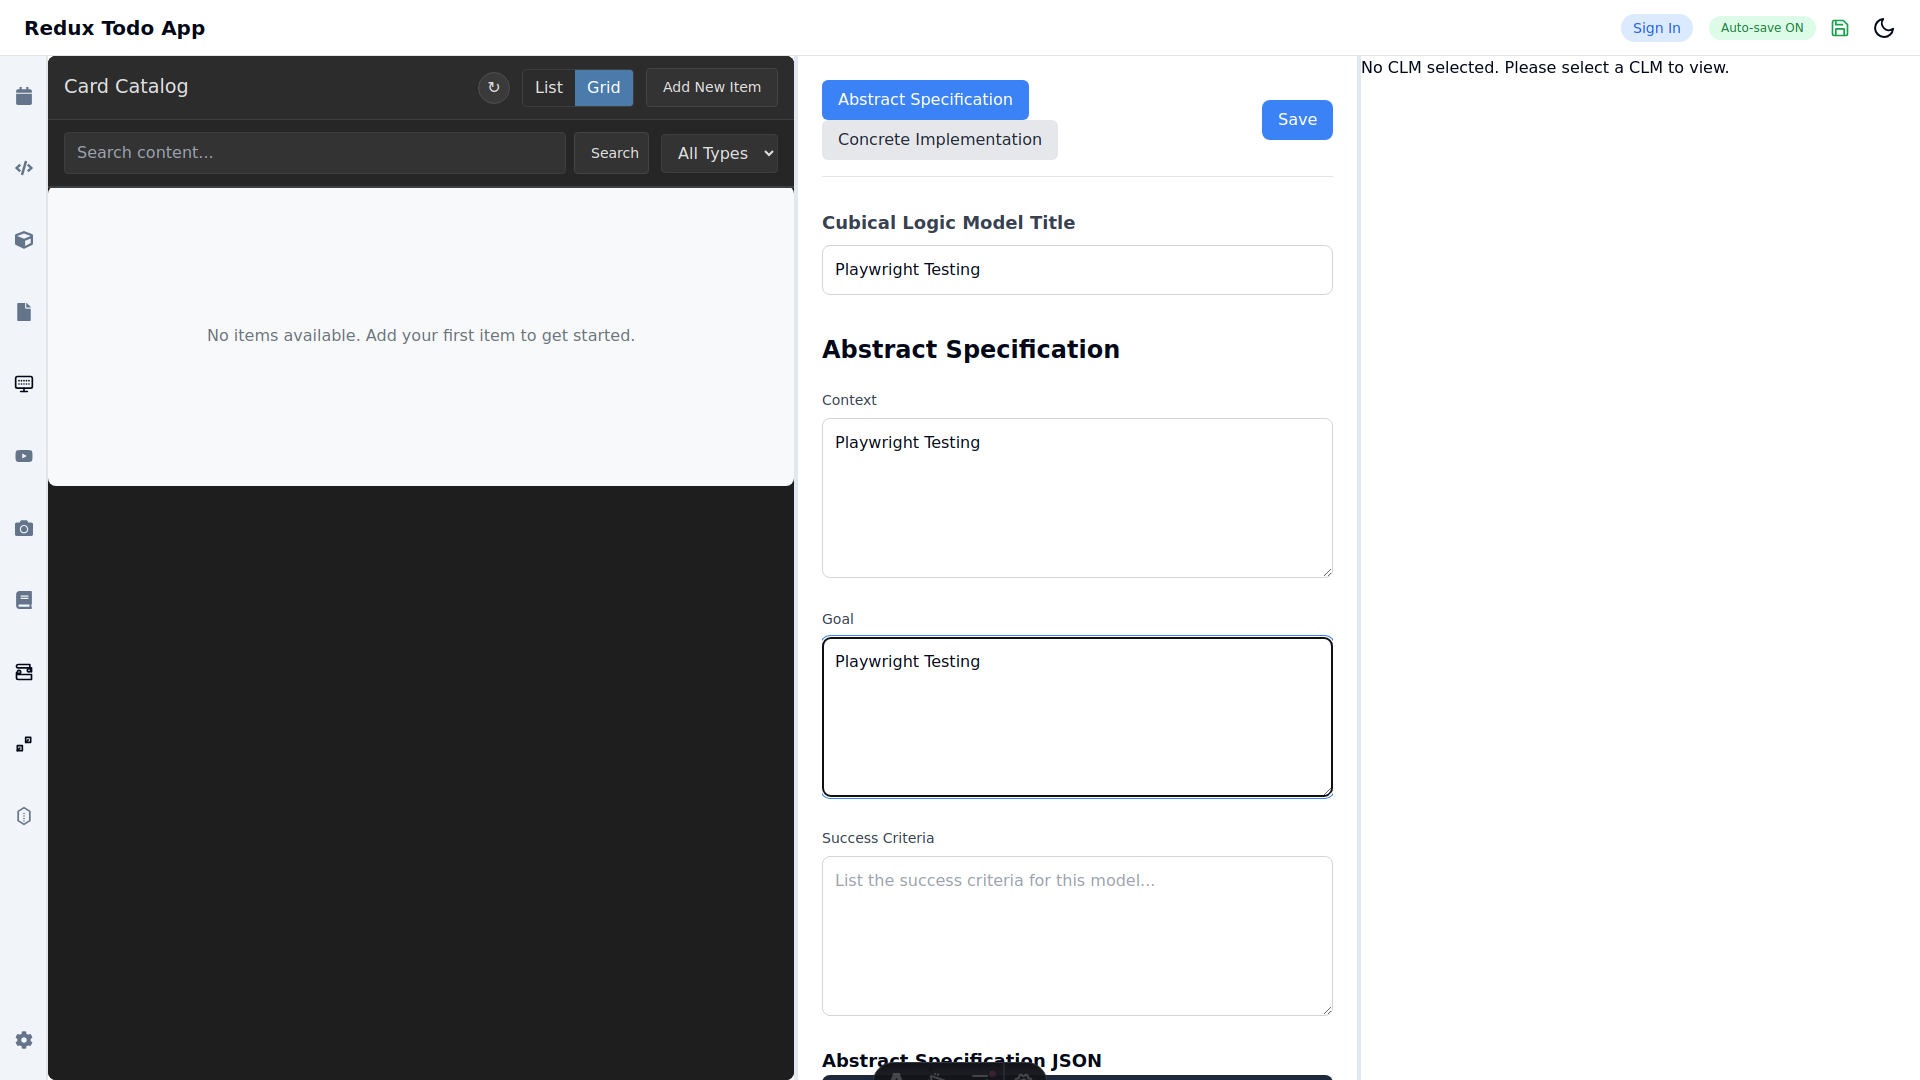 Redux Todo App
Sign In
Auto-save ON
Card Catalog
↻
List
Grid
Add New Item
Search content...
Search
All Types
No items available. Add your first item to get started.
Abstract Specification
Concrete Implementation
Save
Cubical Logic Model Title
Playwright Testing
Abstract Specification
Context
Playwright Testing
Goal
Playwright Testing
Success Criteria
List the success criteria for this model...
Abstract Specification JSON
No CLM selected. Please select a CLM to view.